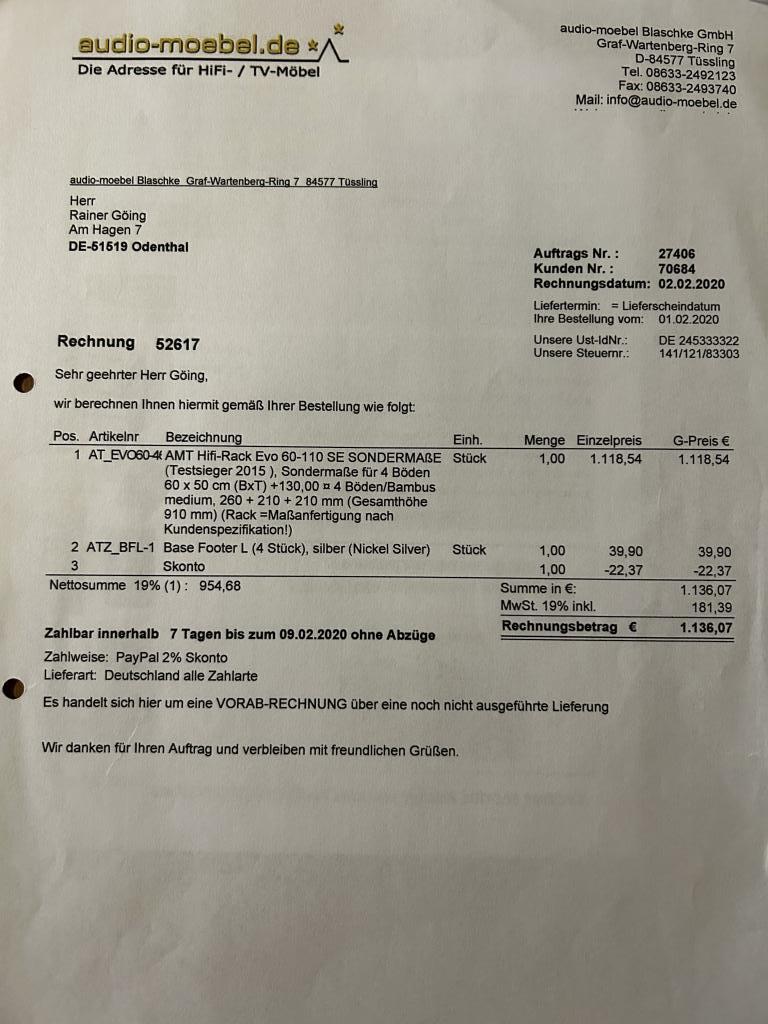 audio-moebel.de
Die Adresse für HiFi- / TV-Möbel
audio-moebel Blaschke GmbH
Graf-Wartenberg-Ring 7
D-84577 Tüssling
Tel. 08633-2492123
Fax: 08633-2493740
Mail: info@audio-moebel.de
audio-moebel Blaschke Graf-Wartenberg-Ring 7 84577 Tüssling
Herr
Rainer Göing
Am Hagen 7
DE-51519 Odenthal
Auftrags Nr. : 27406
Kunden Nr. : 70684
Rechnungsdatum: 02.02.2020
Liefertermin: = Lieferscheindatum
Ihre Bestellung vom: 01.02.2020
Unsere Ust-IdNr.: DE 245333322
Unsere Steuernr.: 141/121/83303
Rechnung 52617
Sehr geehrter Herr Göing,
wir berechnen Ihnen hiermit gemäß Ihrer Bestellung wie folgt:
Pos. Artikelnr Bezeichnung Einh. Menge Einzelpreis G-Preis €
1 AT_EVO60-4( AMT Hifi-Rack Evo 60-110 SE SONDERMAßE Stück 1,00 1.118,54 1.118,54
(Testsieger 2015 ), Sondermaße für 4 Böden
60 x 50 cm (BxT) +130,00 ¤ 4 Böden/Bambus
medium, 260 + 210 + 210 mm (Gesamthöhe
910 mm) (Rack =Maßanfertigung nach
Kundenspezifikation!)
2 ATZ_BFL-1 Base Footer L (4 Stück), silber (Nickel Silver) Stück 1,00 39,90 39,90
3 Skonto 1,00 -22,37 -22,37
Nettosumme 19% (1) : 954,68
Summe in €: 1.136,07
MwSt. 19% inkl. 181,39
Rechnungsbetrag € 1.136,07
Zahlbar innerhalb 7 Tagen bis zum 09.02.2020 ohne Abzüge
Zahlweise: PayPal 2% Skonto
Lieferart: Deutschland alle Zahlarte
Es handelt sich hier um eine VORAB-RECHNUNG über eine noch nicht ausgeführte Lieferung
Wir danken für Ihren Auftrag und verbleiben mit freundlichen Grüßen.